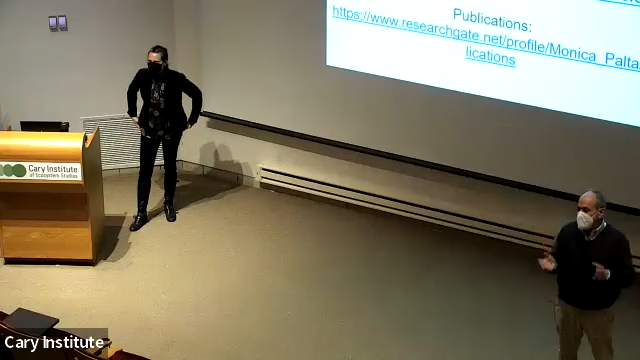 Publications:
https://www.researchgate.net/profile/Monica_Palta
lications
Cary Institute
of Ecosystem Studies
Cary Institute